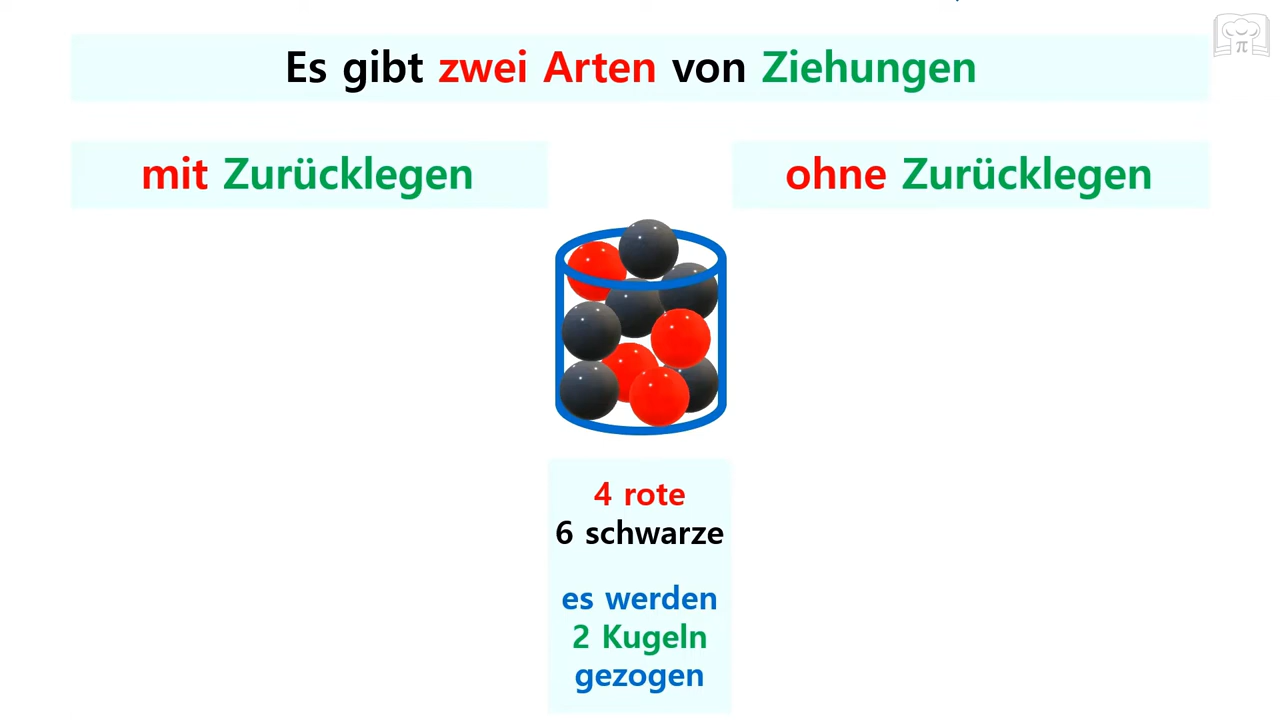 Es gibt zwei Arten von Ziehungen
mit Zurücklegen
ohne Zurücklegen
4 rote
6 schwarze
es werden
2 Kugeln
gezogen
π